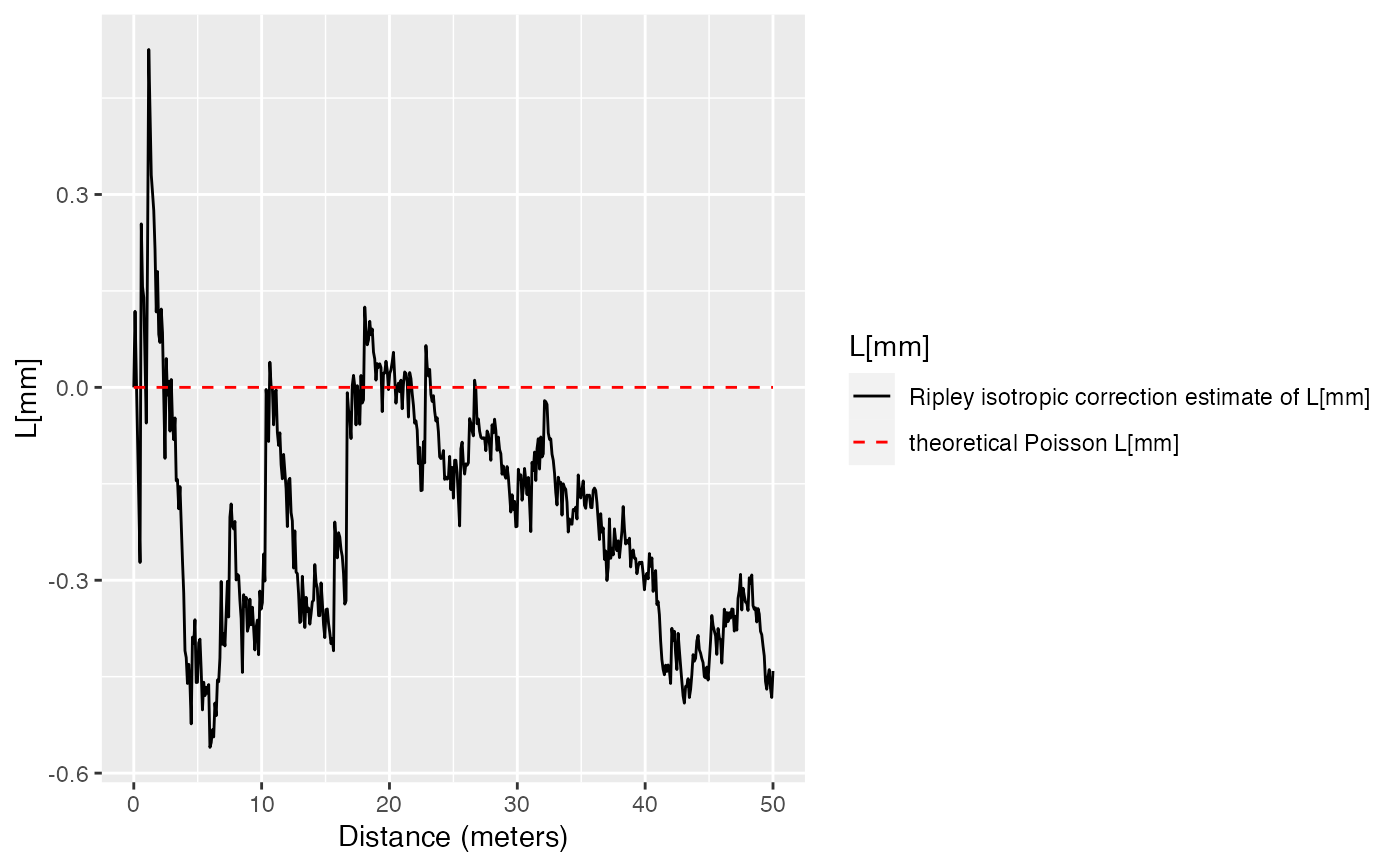 L[mm]
0.3
0.0
-0.3
-0.6
0
10
20
30
40
50
Distance (meters)
L[mm]
Ripley isotropic correction estimate of L[mm]
theoretical Poisson L[mm]